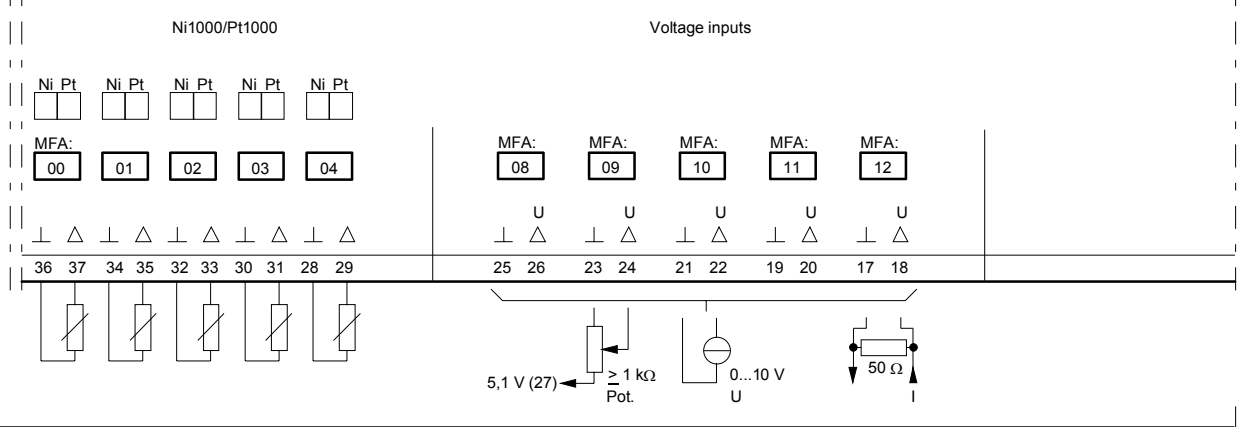 Ni1000/Pt1000 Voltage inputs
Ni Pt Ni Pt Ni Pt Ni Pt Ni Pt
MFA: MFA: MFA: MFA: MFA: MFA:
00 01 02 03 04 08 09 10 11 12
U U U U U
36 37 34 35 32 33 30 31 28 29 25 26 23 24 21 22 19 20 17 18
5,1 V (27) ≥ 1 kΩ 0...10 V 50 Ω
Pot. U I